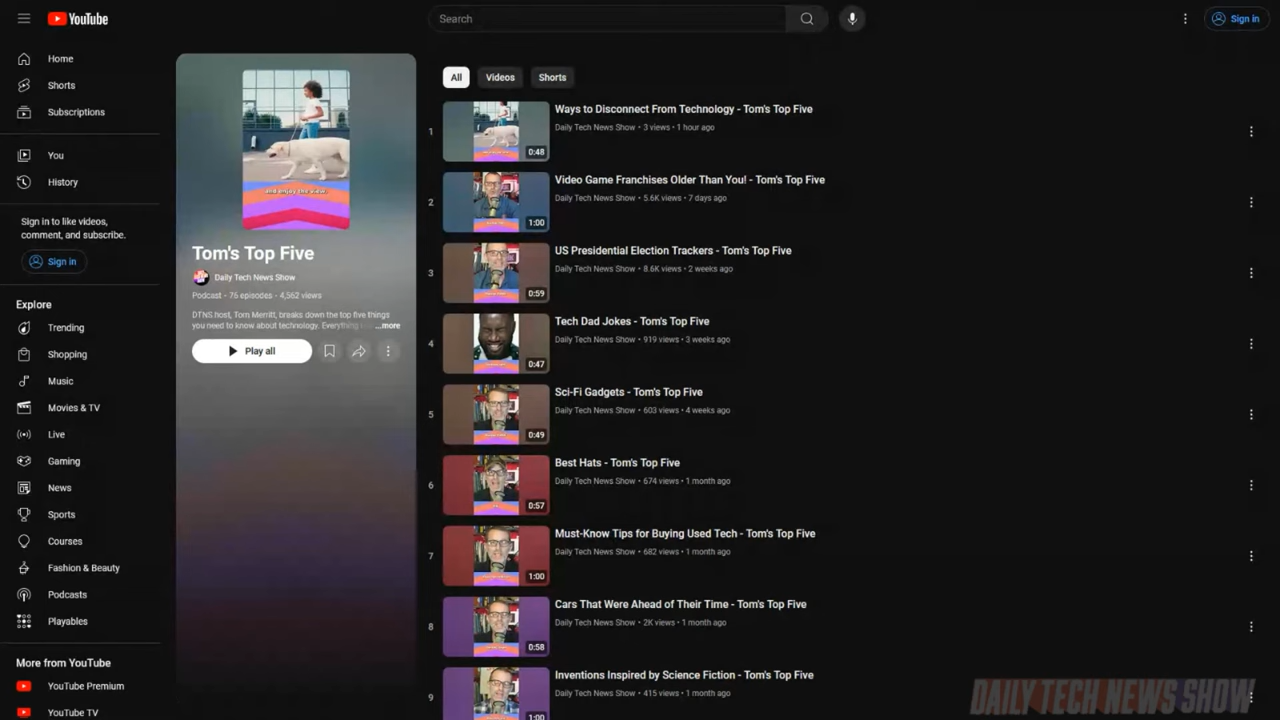 YouTube
Search
Sign in
Home
Shorts
Subscriptions
You
History
Sign in to like videos,
comment, and subscribe.
Sign in
Explore
Trending
Shopping
Music
Movies & TV
Live
Gaming
News
Sports
Courses
Fashion & Beauty
Podcasts
Playables
More from YouTube
YouTube Premium
YouTube TV
and enjoy the view.
Tom's Top Five
Daily Tech News Show
Podcast • 75 episodes • 4,562 views
DTNS host, Tom Merritt, breaks down the top five things
you need to know about technology. Everything ...more
Play all
All
Videos
Shorts
1
0:48
Ways to Disconnect From Technology - Tom's Top Five
Daily Tech News Show • 3 views • 1 hour ago
2
1:00
Video Game Franchises Older Than You! - Tom's Top Five
Daily Tech News Show • 5.6K views • 7 days ago
3
0:59
US Presidential Election Trackers - Tom's Top Five
Daily Tech News Show • 8.6K views • 2 weeks ago
4
0:47
Tech Dad Jokes - Tom's Top Five
Daily Tech News Show • 919 views • 3 weeks ago
5
0:49
Sci-Fi Gadgets - Tom's Top Five
Daily Tech News Show • 603 views • 4 weeks ago
6
0:57
Best Hats - Tom's Top Five
Daily Tech News Show • 674 views • 1 month ago
7
1:00
Must-Know Tips for Buying Used Tech - Tom's Top Five
Daily Tech News Show • 682 views • 1 month ago
8
0:58
Cars That Were Ahead of Their Time - Tom's Top Five
Daily Tech News Show • 2K views • 1 month ago
9
1:00
Inventions Inspired by Science Fiction - Tom's Top Five
Daily Tech News Show • 415 views • 1 month ago
DAILY TECH NEWS SHOW